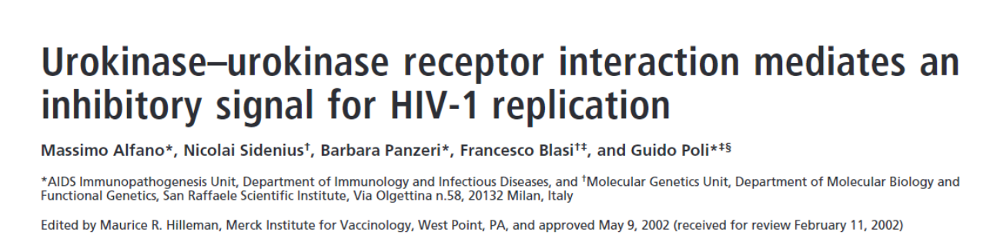 Urokinase–urokinase receptor interaction mediates an
inhibitory signal for HIV-1 replication
Massimo Alfano*, Nicolai Sidenius†, Barbara Panzeri*, Francesco Blasi†‡, and Guido Poli*‡§
*AIDS Immunopathogenesis Unit, Department of Immunology and Infectious Diseases, and †Molecular Genetics Unit, Department of Molecular Biology and
Functional Genetics, San Raffaele Scientific Institute, Via Olgettina n.58, 20132 Milan, Italy
Edited by Maurice R. Hilleman, Merck Institute for Vaccinology, West Point, PA, and approved May 9, 2002 (received for review February 11, 2002)